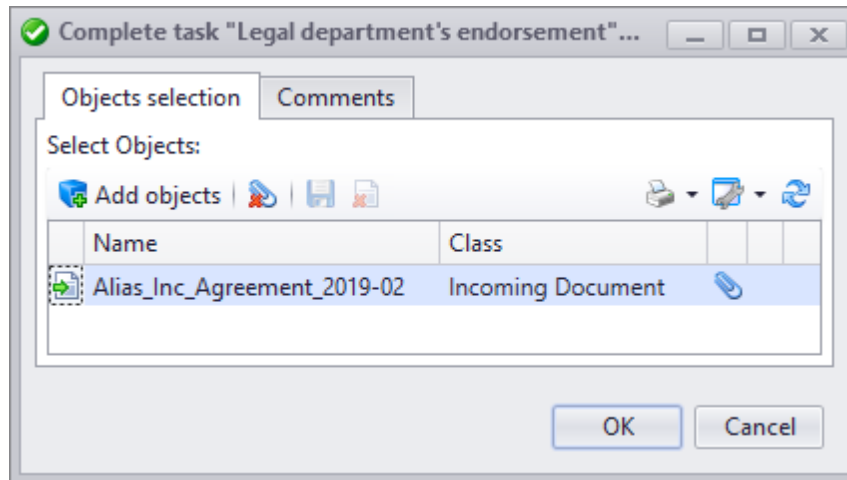 Complete task "Legal department's endorsement"...
Objects selection Comments
Select Objects:
Add objects
Name Class
Alias_Inc_Agreement_2019-02 Incoming Document
OK Cancel